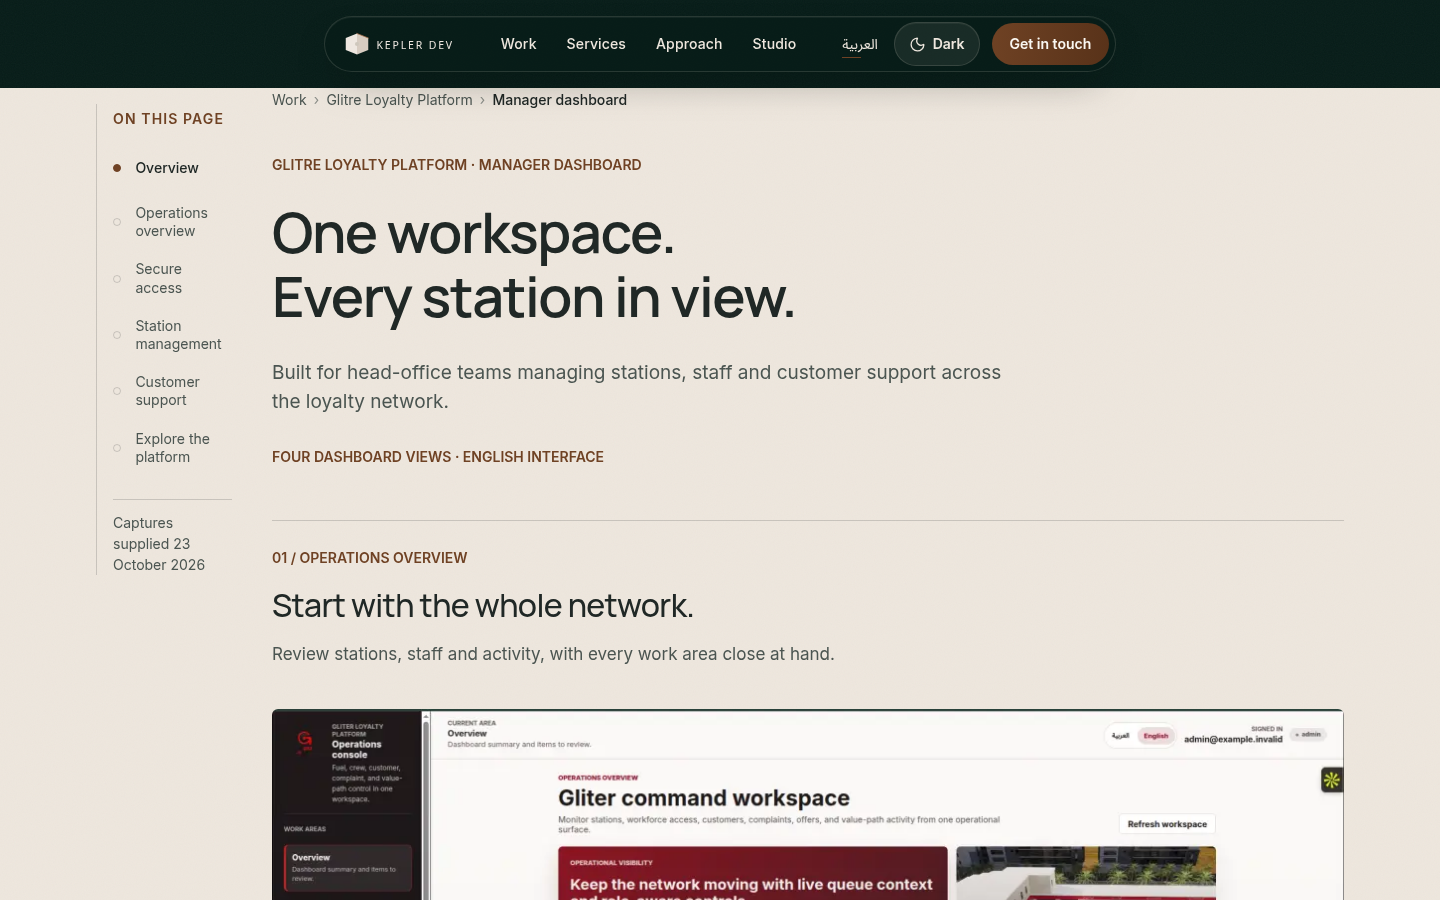 KEPLER DEV
Work
Services
Approach
Studio
العربية
Dark
Get in touch
Work › Glitre Loyalty Platform › Manager dashboard
ON THIS PAGE
Overview
Operations
overview
Secure
access
Station
management
Customer
support
Explore the
platform
Captures
supplied 23
October 2026
GLITRE LOYALTY PLATFORM · MANAGER DASHBOARD
One workspace.
Every station in view.
Built for head-office teams managing stations, staff and customer support across
the loyalty network.
FOUR DASHBOARD VIEWS · ENGLISH INTERFACE
01 / OPERATIONS OVERVIEW
Start with the whole network.
Review stations, staff and activity, with every work area close at hand.
GLITER LOYALTY
PLATFORM
Operations
console
Fuel, crew, customer,
complaint, and value-
path control in one
workspace.
WORK AREAS
Overview
Dashboard summary and items to
review.
CURRENT AREA
Overview
Dashboard summary and items to review.
العربية
English
SIGNED IN
admin@example.invalid
admin
OPERATIONS OVERVIEW
Gliter command workspace
Monitor stations, workforce access, customers, complaints, offers, and value-path activity from one operational
surface.
Refresh workspace
OPERATIONAL VISIBILITY
Keep the network moving with live queue context
and role-aware controls